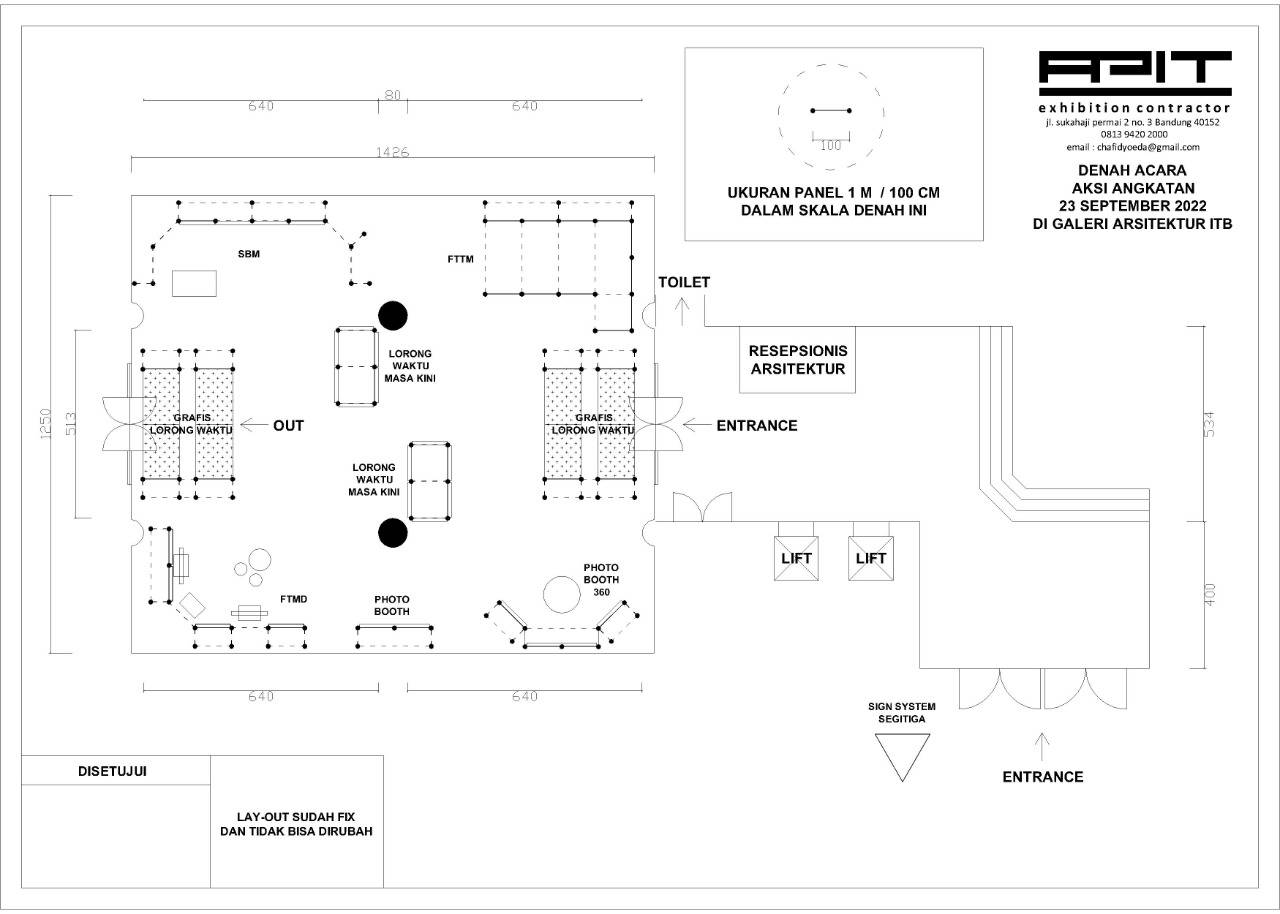 APIT
exhibition contractor
jl. sukahaji permai 2 no. 3 Bandung 40152
0813 9420 2000
email : chafidyoeda@gmail.com
DENAH ACARA
AKSI ANGKATAN
23 SEPTEMBER 2022
DI GALERI ARSITEKTUR ITB
100
UKURAN PANEL 1 M / 100 CM
DALAM SKALA DENAH INI
80
640
640
1426
SBM
FTTM
TOILET
RESEPSIONIS
ARSITEKTUR
LORONG
WAKTU
MASA KINI
1250
513
GRAFIS
LORONG WAKTU
OUT
GRAFIS
LORONG WAKTU
ENTRANCE
534
LORONG
WAKTU
MASA KINI
LIFT
LIFT
FTMD
PHOTO
BOOTH
PHOTO
BOOTH
360
400
640
640
SIGN SYSTEM
SEGITIGA
ENTRANCE
DISETUJUI
LAY-OUT SUDAH FIX
DAN TIDAK BISA DIRUBAH